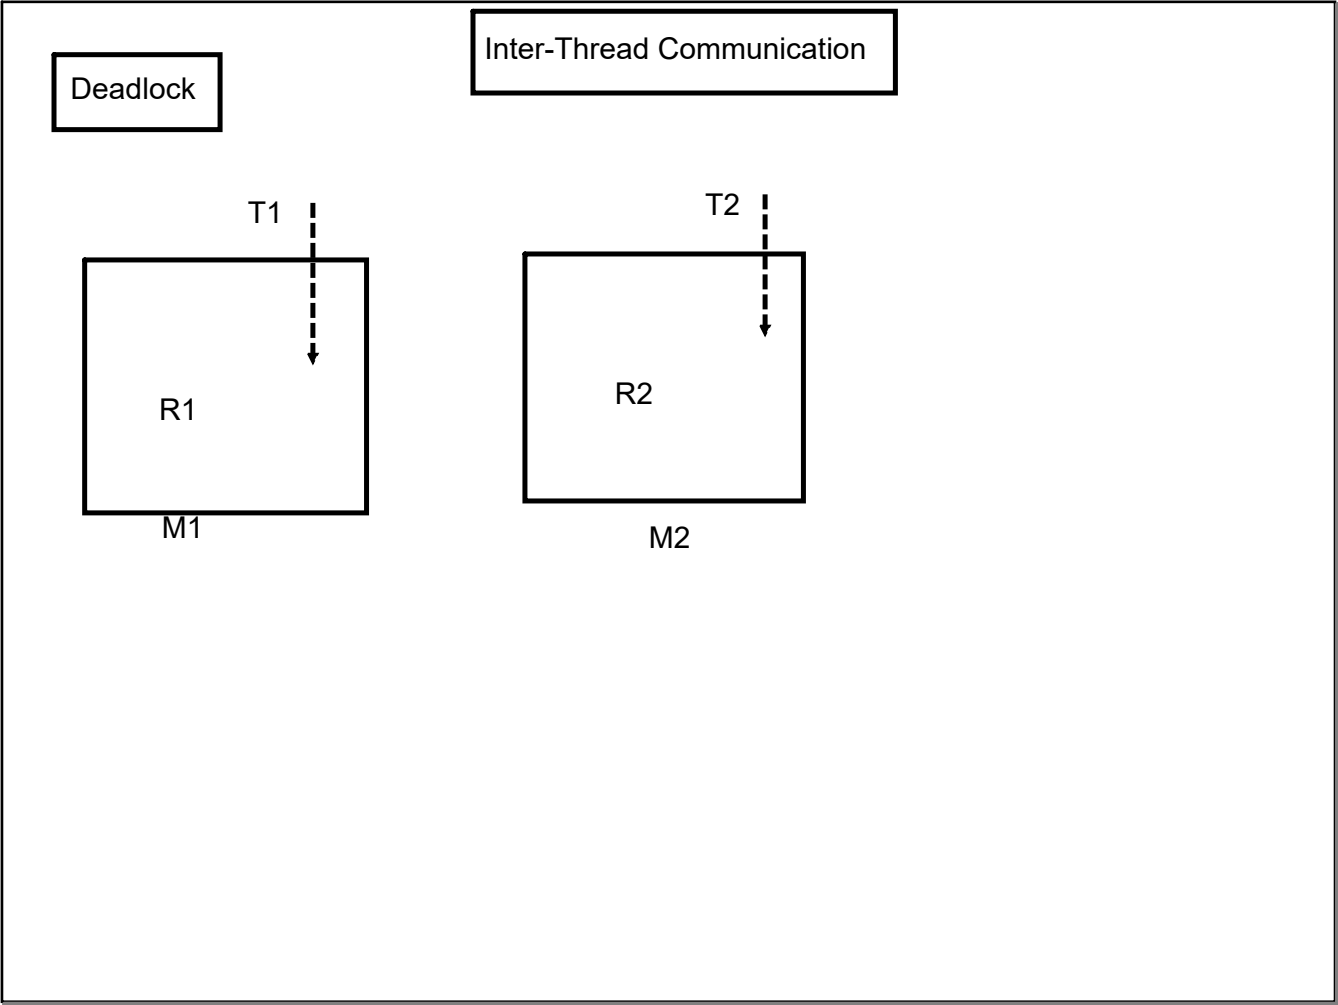 Inter-Thread Communication
Deadlock
T1
T2
R1
R2
M1
M2